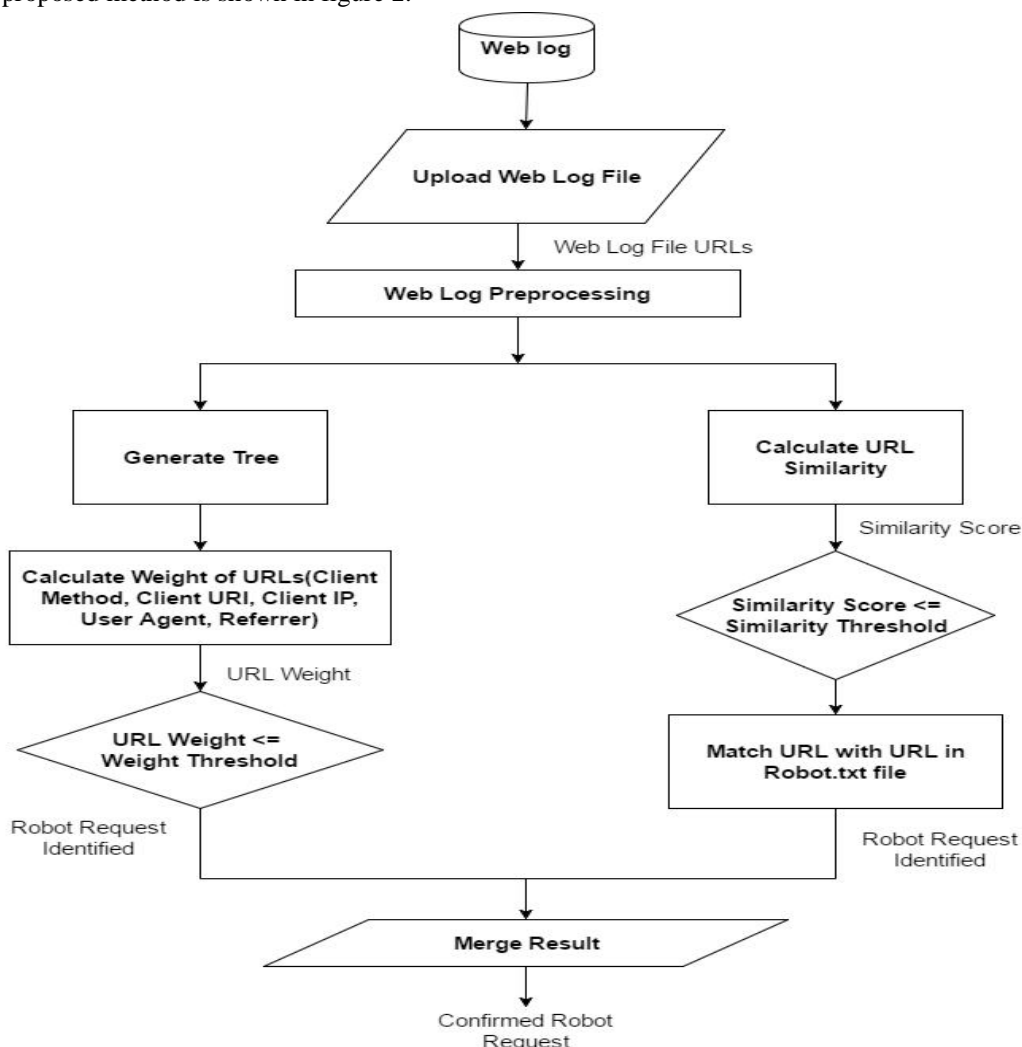 proposed method is shown in figure 2.
Web log
Upload Web Log File
Web Log File URLs
Web Log Preprocessing
Generate Tree
Calculate Weight of URLs(Client
Method, Client URI, Client IP,
User Agent, Referrer)
URL Weight
URL Weight <=
Weight Threshold
Robot Request
Identified
Calculate URL
Similarity
Similarity Score
Similarity Score <=
Similarity Threshold
Match URL with URL in
Robot.txt file
Robot Request
Identified
Merge Result
Confirmed Robot
Request